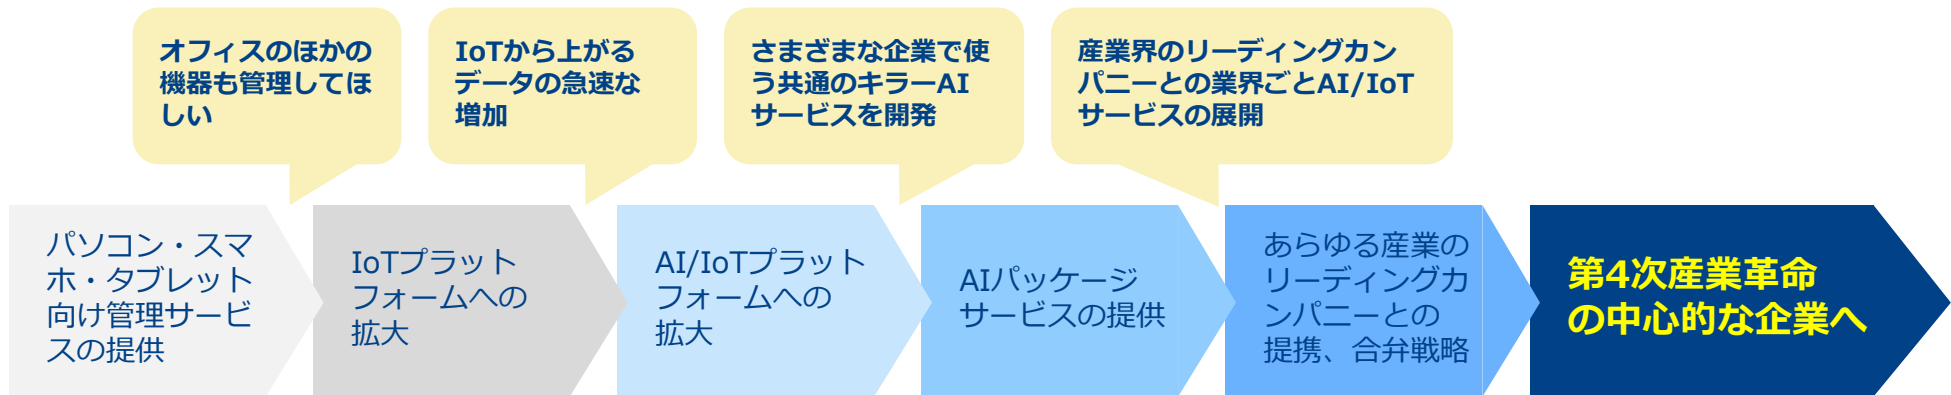 オフィスのほかの
機器も管理してほ
しい
IoTから上がる
データの急速な
増加
さまざまな企業で使
う共通のキラーAI
サービスを開発
産業界のリーディングカン
パニーとの業界ごとAI/IoT
サービスの展開
パソコン・スマ
ホ・タブレット
向け管理サービ
スの提供
IoTプラット
フォームへの
拡大
AI/IoTプラット
フォームへの
拡大
AIパッケージ
サービスの提供
あらゆる産業の
リーディングカ
ンパニーとの
提携、合弁戦略
第4次産業革命
の中心的な企業へ